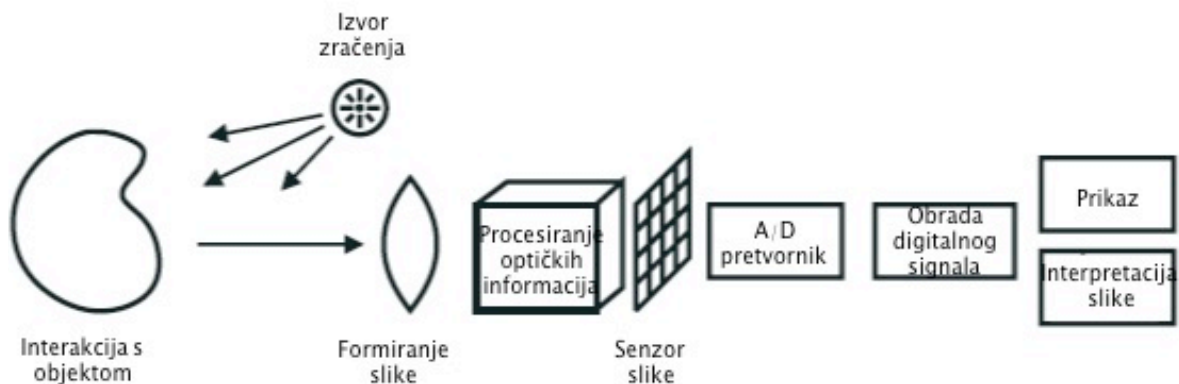 Izvor
zračenja
Procesiranje
optičkih
informacija
A/D
pretvornik
Obrada
digitalnog
signala
Prikaz
Interpretacija
slike
Interakcija s
objektom
Formiranje
slike
Senzor
slike